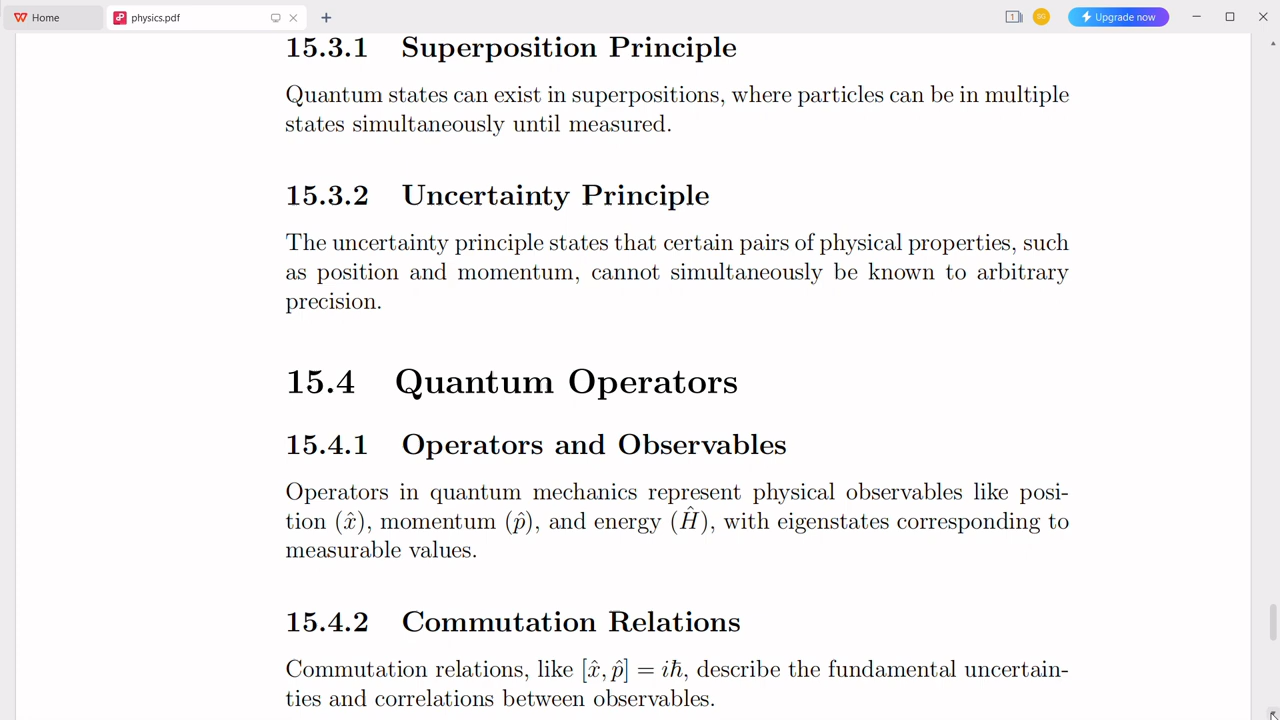 Home
physics.pdf
1
SG
Upgrade now
15.3.1 Superposition Principle
Quantum states can exist in superpositions, where particles can be in multiple
states simultaneously until measured.
15.3.2 Uncertainty Principle
The uncertainty principle states that certain pairs of physical properties, such
as position and momentum, cannot simultaneously be known to arbitrary
precision.
15.4 Quantum Operators
15.4.1 Operators and Observables
Operators in quantum mechanics represent physical observables like posi-
tion (x̂), momentum (p̂), and energy (Ĥ), with eigenstates corresponding to
measurable values.
15.4.2 Commutation Relations
Commutation relations, like [x̂, p̂] = iħ, describe the fundamental uncertain-
ties and correlations between observables.